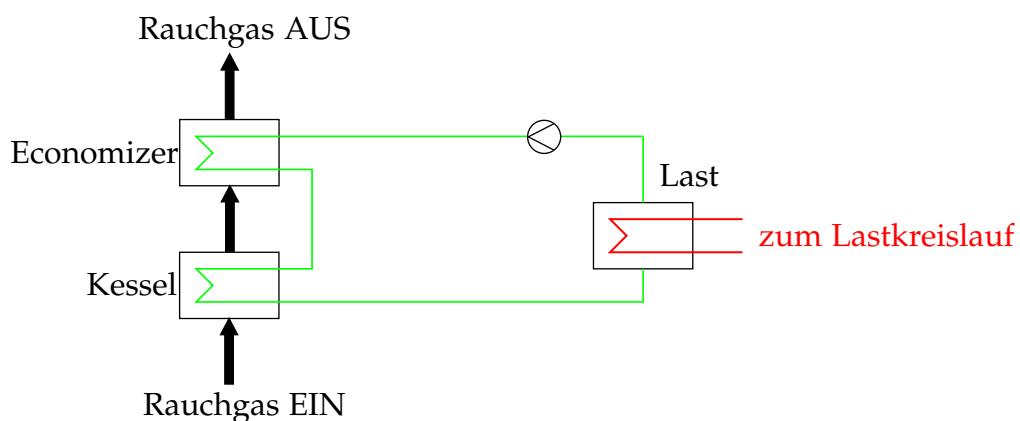 Rauchgas AUS
Economizer
Last
zum Lastkreislauf
Kessel
Rauchgas EIN